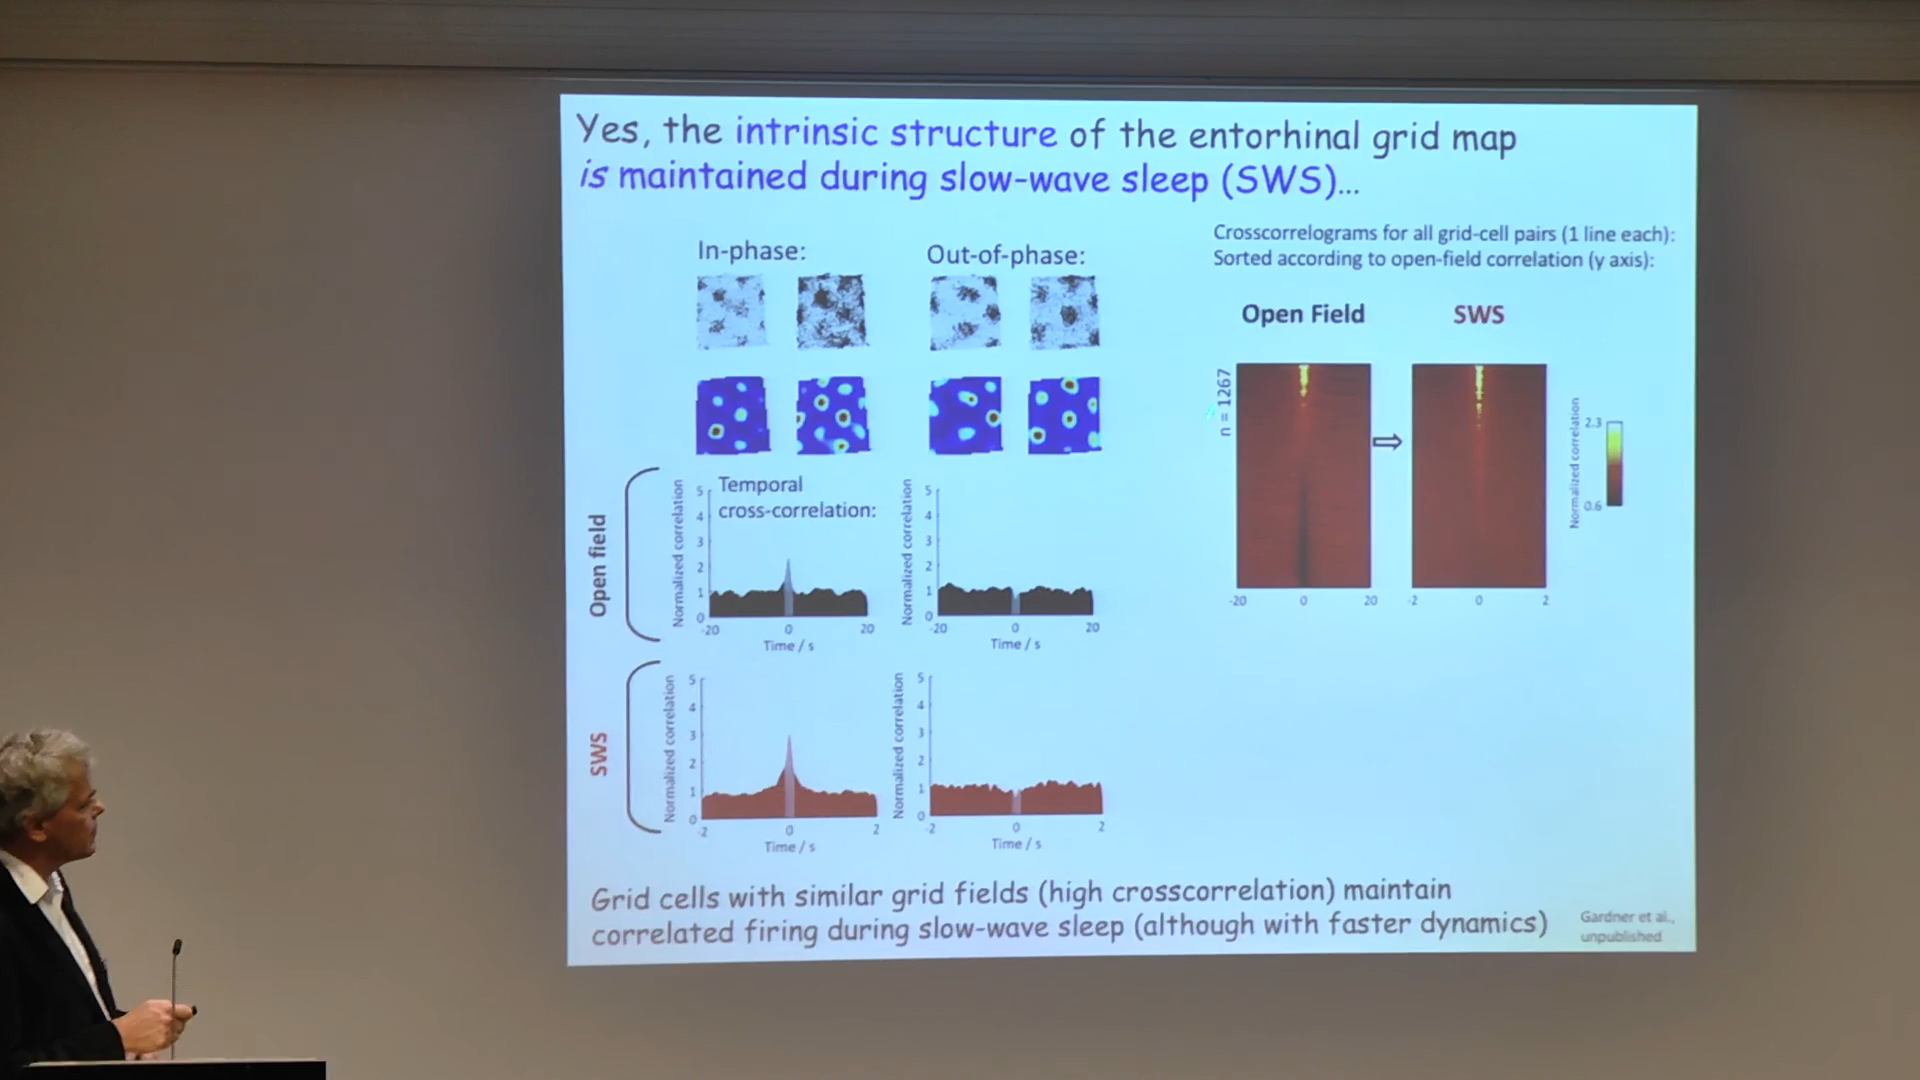 Yes, the intrinsic structure of the entorhinal grid map
is maintained during slow-wave sleep (SWS)...
In-phase:
Out-of-phase:
Crosscorrelograms for all grid-cell pairs (1 line each):
Sorted according to open-field correlation (y axis):
Open Field
SWS
n = 1267
-20 0 20
-2 0 2
Normalized correlation
2.3
0.6
Open field
Normalized correlation
Temporal
cross-correlation:
5
4
3
2
1
0
-20 0 20
Time / s
Normalized correlation
5
4
3
2
1
0
-20 0 20
Time / s
SWS
Normalized correlation
5
4
3
2
1
0
-2 0 2
Time / s
Normalized correlation
5
4
3
2
1
0
-2 0 2
Time / s
Grid cells with similar grid fields (high crosscorrelation) maintain
correlated firing during slow-wave sleep (although with faster dynamics)
Gardner et al.,
unpublished